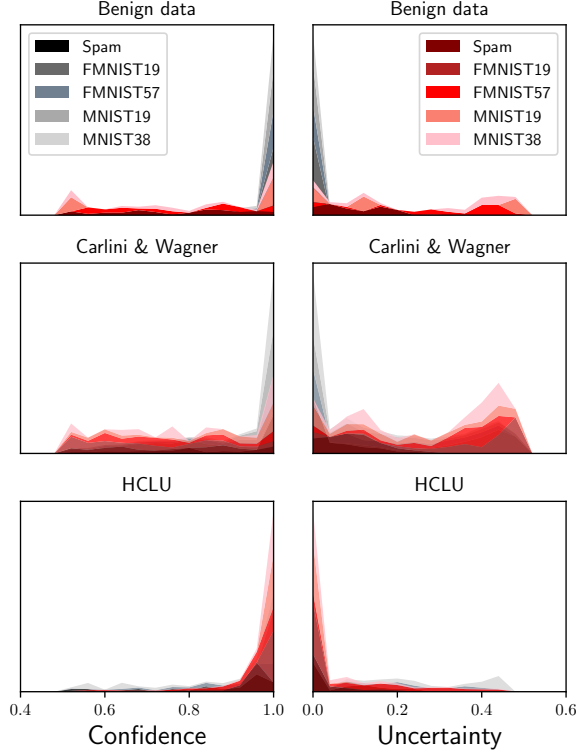 Benign data
Benign data
Spam
FMNIST19
FMNIST57
MNIST19
MNIST38
Spam
FMNIST19
FMNIST57
MNIST19
MNIST38
Carlini & Wagner
Carlini & Wagner
HCLU
HCLU
0.4 0.6 0.8 1.0
0.0 0.2 0.4 0.6
Confidence
Uncertainty